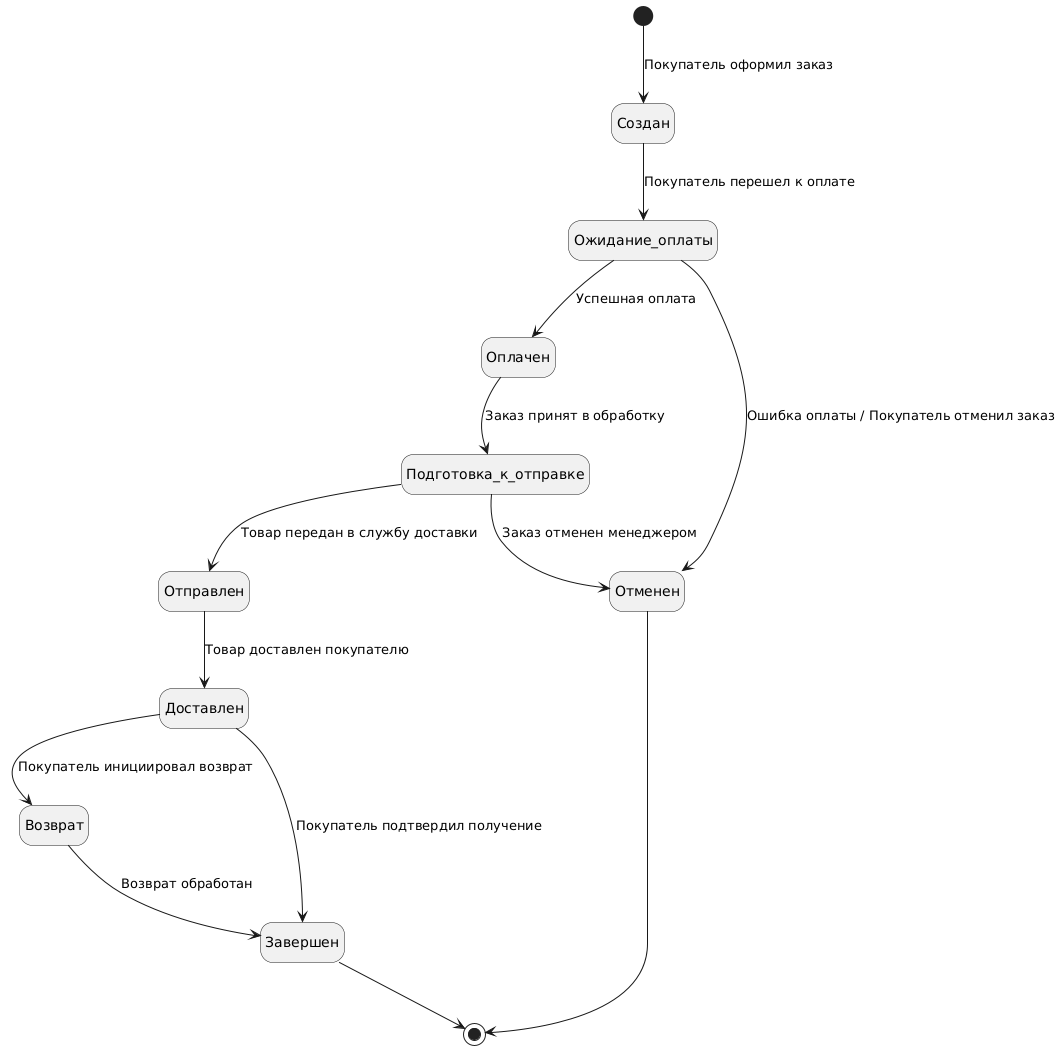 Покупатель оформил заказ
Создан
Покупатель перешел к оплате
Ожидание_оплаты
Успешная оплата
Оплачен
Заказ принят в обработку
Ошибка оплаты / Покупатель отменил заказ
Подготовка_к_отправке
Товар передан в службу доставки
Заказ отменен менеджером
Отправлен
Отменен
Товар доставлен покупателю
Доставлен
Покупатель инициировал возврат
Возврат
Покупатель подтвердил получение
Возврат обработан
Завершен